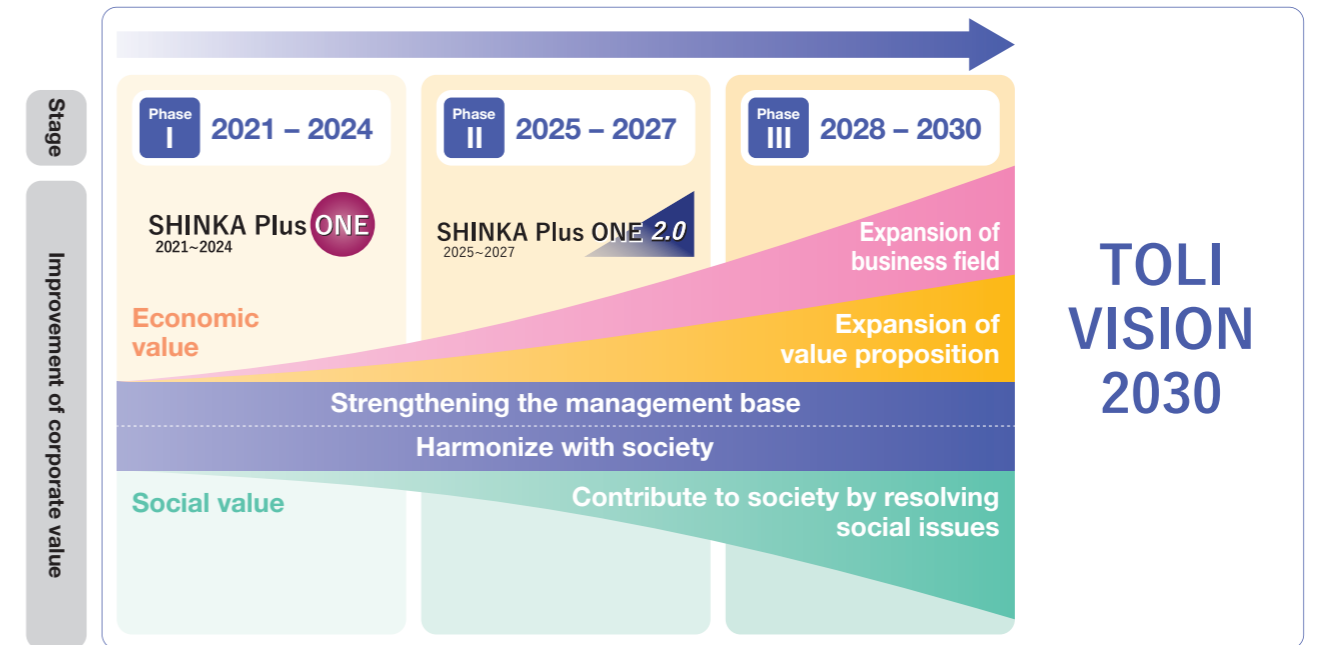 Stage
Phase
I
2021 – 2024
Phase
II
2025 – 2027
Phase
III
2028 – 2030
Improvement of corporate value
SHINKA Plus ONE
2021~2024
SHINKA Plus ONE 2.0
2025~2027
Economic
value
Expansion of
business field
Expansion of
value proposition
Strengthening the management base
Harmonize with society
Social value
Contribute to society by resolving
social issues
TOLI
VISION
2030